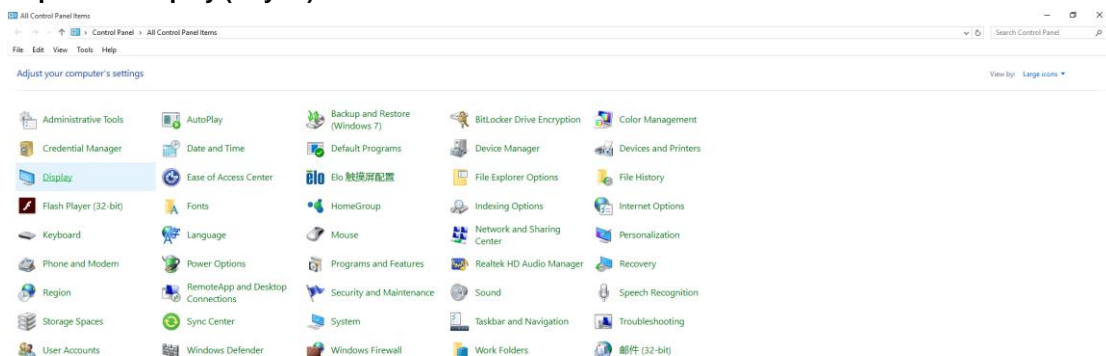 All Control Panel Items
Control Panel > All Control Panel Items
Search Control Panel
File Edit View Tools Help
Adjust your computer's settings
View by: Large icons
Administrative Tools
AutoPlay
Backup and Restore
(Windows 7)
BitLocker Drive Encryption
Color Management
Credential Manager
Date and Time
Default Programs
Device Manager
Devices and Printers
Display
Ease of Access Center
elo Elo 触摸屏配置
File Explorer Options
File History
Flash Player (32-bit)
Fonts
HomeGroup
Indexing Options
Internet Options
Keyboard
Language
Mouse
Network and Sharing
Center
Personalization
Phone and Modem
Power Options
Programs and Features
Realtek HD Audio Manager
Recovery
Region
RemoteApp and Desktop
Connections
Security and Maintenance
Sound
Speech Recognition
Storage Spaces
Sync Center
System
Taskbar and Navigation
Troubleshooting
User Accounts
Windows Defender
Windows Firewall
Work Folders
邮件 (32-bit)